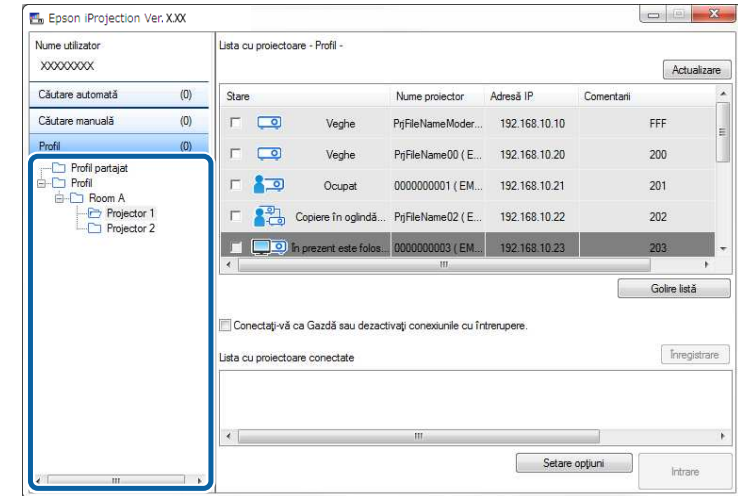 Epson iProjection Ver. X.XX
Nume utilizator
XXXXXXXX
Căutare automată (0)
Căutare manuală (0)
Profil (0)
Profil partajat
Profil
Room A
Projector 1
Projector 2
Lista cu proiectoare - Profil -
Actualizare
Stare Nume proiector Adresă IP Comentarii
Veghe PrjFileNameModer... 192.168.10.10 FFF
Veghe PrjFileName00 ( E... 192.168.10.20 200
Ocupat 0000000001 ( EM... 192.168.10.21 201
Copiere în oglindă... PrjFileName02 ( E... 192.168.10.22 202
În prezent este folos... 0000000003 ( EM... 192.168.10.23 203
Golire listă
Conectaţi-vă ca Gazdă sau dezactivaţi conexiunile cu întrerupere.
Lista cu proiectoare conectate
Înregistrare
Setare opţiuni
Intrare